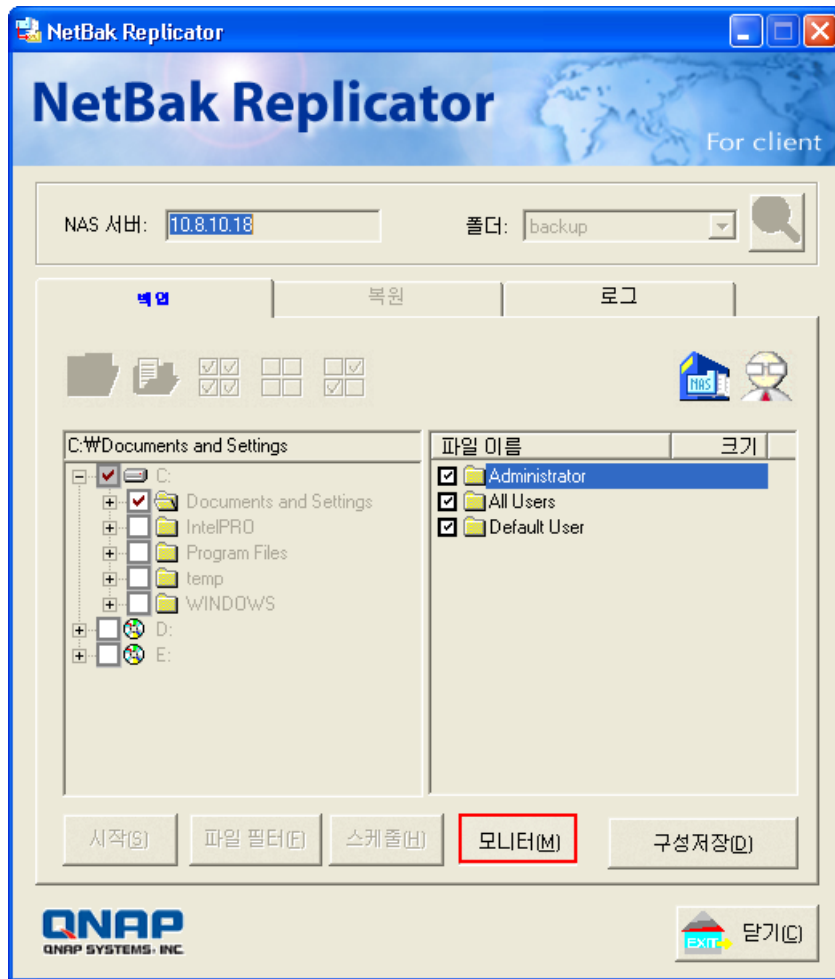 NetBak Replicator
NetBak Replicator
For client
NAS 서버: 10.8.10.18 폴더: backup
백업 복원 로그
NAS
C:₩Documents and Settings
C:
Documents and Settings
IntelPRO
Program Files
temp
WINDOWS
D:
E:
파일 이름 크기
Administrator
All Users
Default User
시작(S) 파일 필터(F) 스케줄(H) 모니터(M) 구성저장(D)
QNAP
QNAP SYSTEMS, INC.
EXIT 닫기(C)